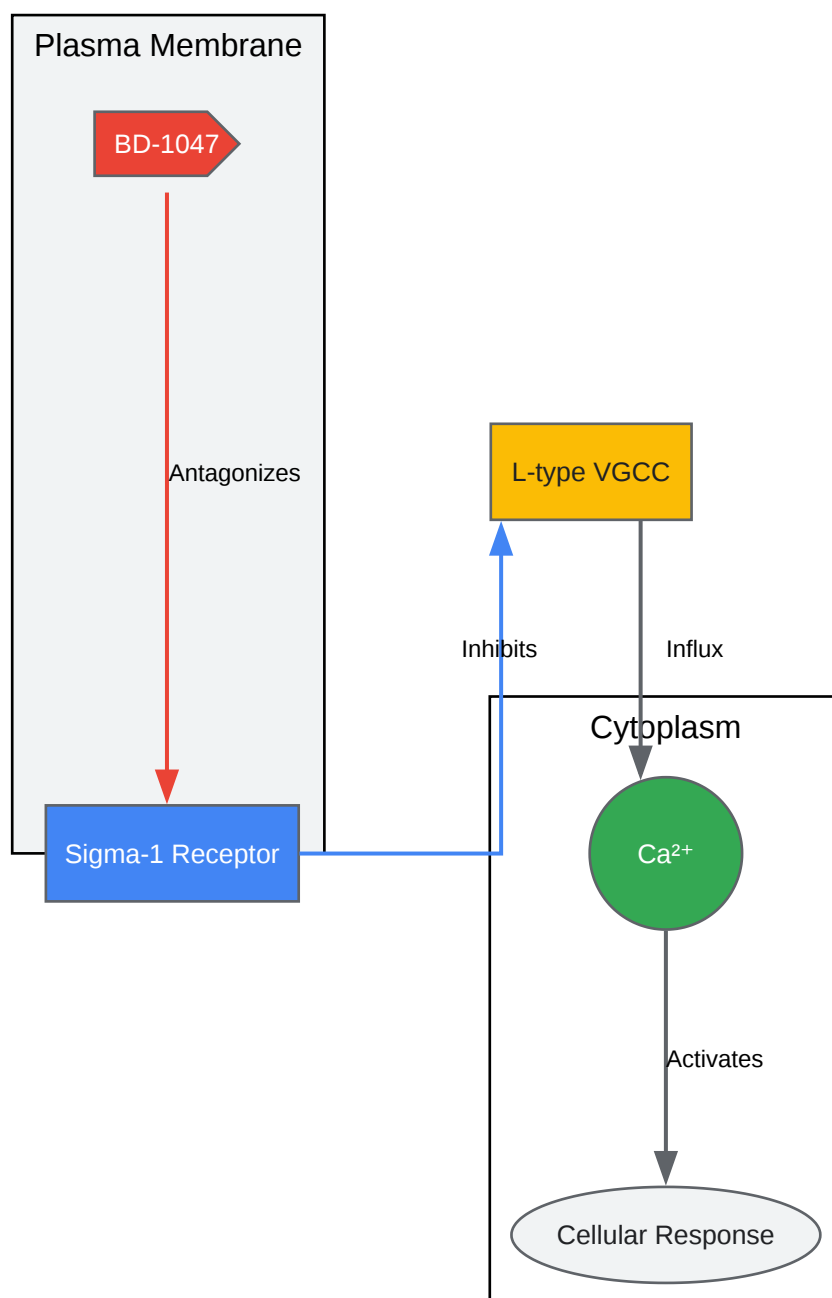 Plasma Membrane
BD-1047
Antagonizes
L-type VGCC
Inhibits
Influx
Cytoplasm
Sigma-1 Receptor
Ca²⁺
Activates
Cellular Response